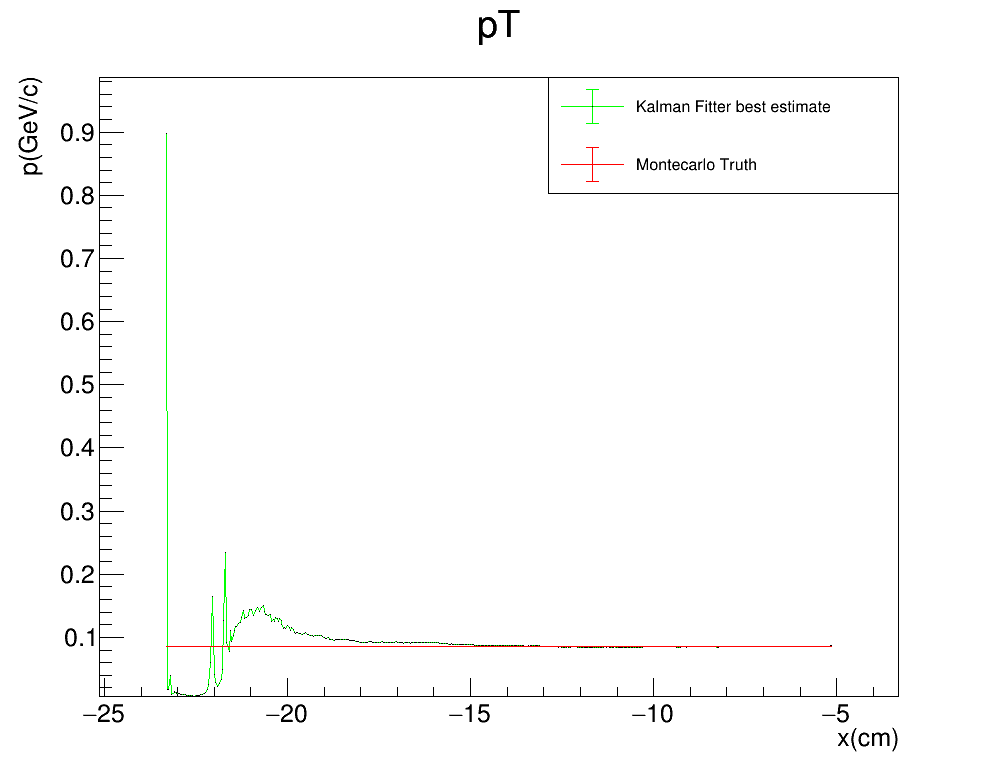 pT
p(GeV/c)
Kalman Fitter best estimate
Montecarlo Truth
0.9
0.8
0.7
0.6
0.5
0.4
0.3
0.2
0.1
−25 −20 −15 −10 −5
x(cm)